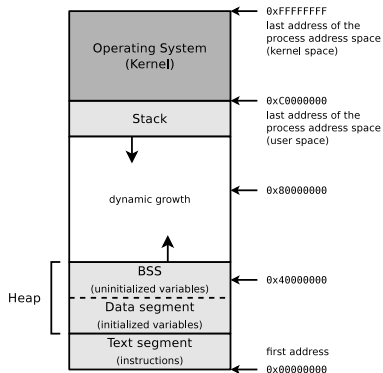 0xFFFFFFFF
last address of the
process address space
(kernel space)
Operating System
(Kernel)
0xC0000000
last address of the
process address space
(user space)
Stack
dynamic growth
0x80000000
Heap
BSS
(uninitialized variables)
0x40000000
Data segment
(initialized variables)
Text segment
(instructions)
first address
0x00000000